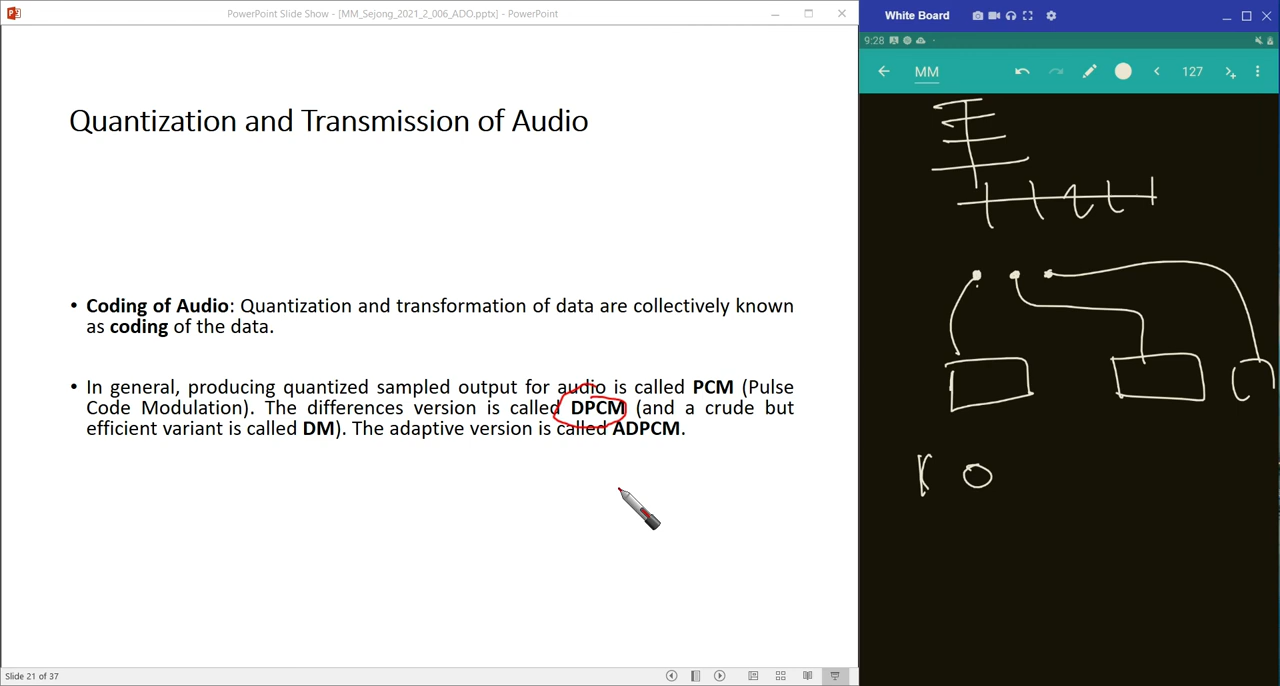 PowerPoint Slide Show - [MM_Sejong_2021_2_006_ADO.pptx] - PowerPoint
White Board
9:28
MM
127
Quantization and Transmission of Audio
• Coding of Audio: Quantization and transformation of data are collectively known
as coding of the data.
• In general, producing quantized sampled output for audio is called PCM (Pulse
Code Modulation). The differences version is called DPCM (and a crude but
efficient variant is called DM). The adaptive version is called ADPCM.
Slide 21 of 37